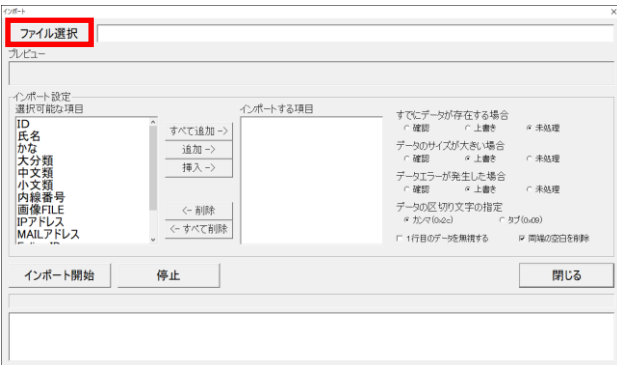 インポート
×
ファイル選択
プレビュー
インポート設定
選択可能な項目
インポートする項目
ID
氏名
かな
大分類
中文類
小文類
内線番号
画像FILE
IPアドレス
MAILアドレス
すべて追加 ->
追加 ->
挿入 ->
<- 削除
<- すべて削除
すでにデータが存在する場合
確認 上書き 未処理
データのサイズが大きい場合
確認 上書き 未処理
データエラーが発生した場合
確認 上書き 未処理
データの区切り文字の指定
カンマ(0x2c) タブ(0x09)
1行目のデータを無視する 両端の空白を削除
インポート開始
停止
閉じる